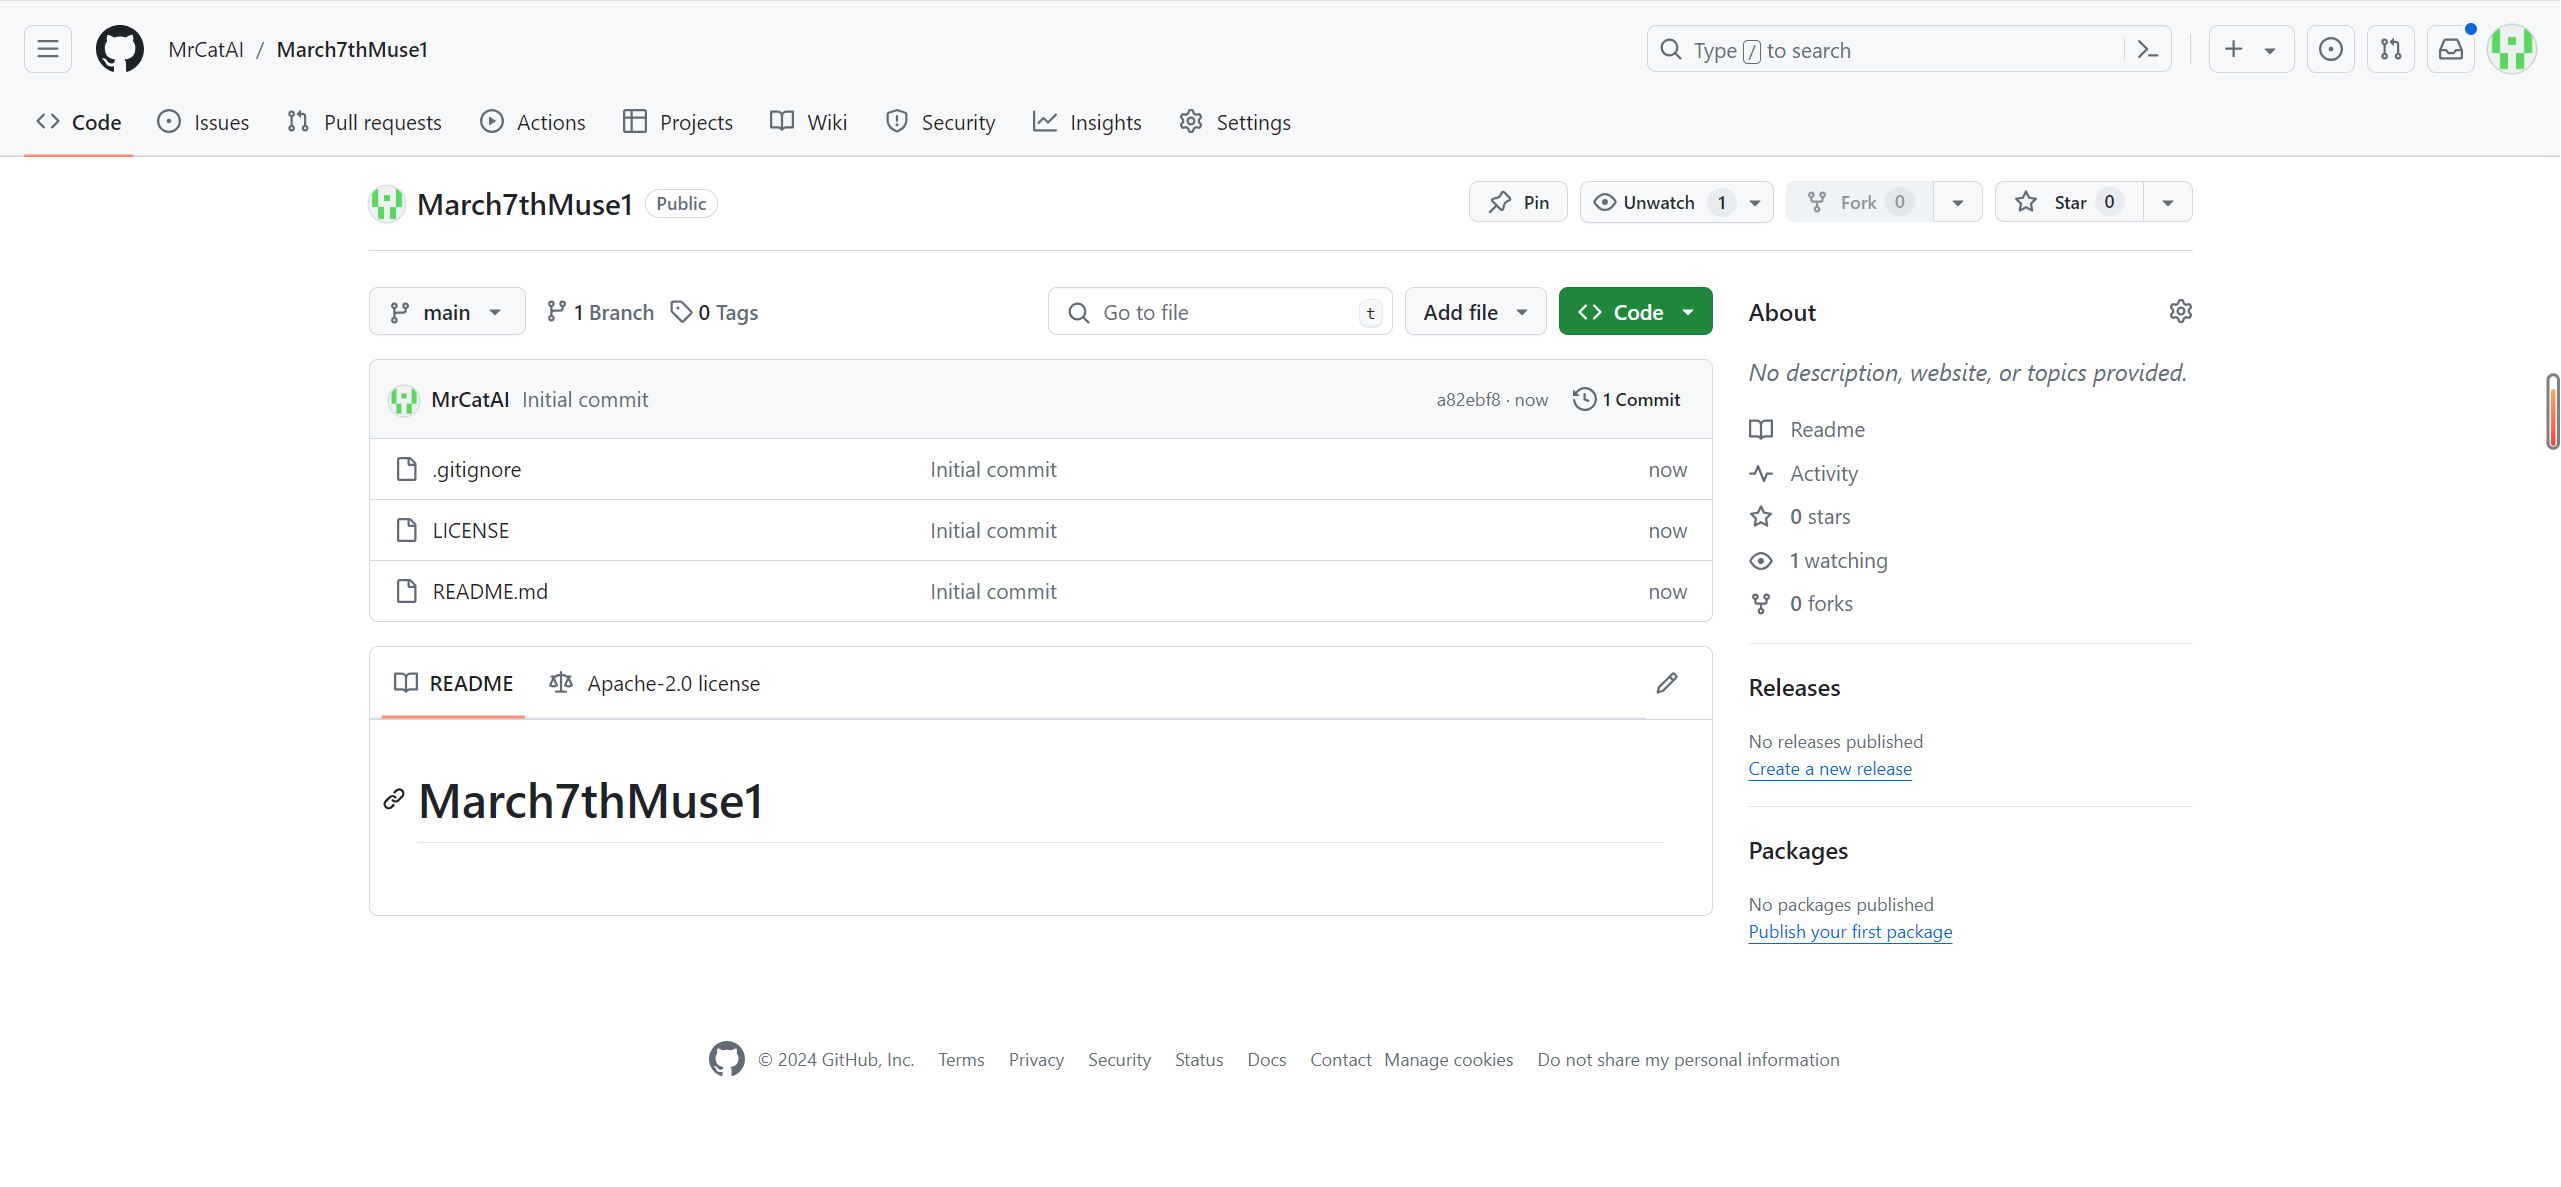 MrCatAI / March7thMuse1
Type / to search
Code Issues Pull requests Actions Projects Wiki Security Insights Settings
March7thMuse1 Public
Pin Unwatch 1 Fork 0 Star 0
main 1 Branch 0 Tags Go to file t Add file Code
MrCatAI Initial commit a82ebf8 · now 1 Commit
.gitignore Initial commit now
LICENSE Initial commit now
README.md Initial commit now
README Apache-2.0 license
March7thMuse1
About
No description, website, or topics provided.
Readme
Activity
0 stars
1 watching
0 forks
Releases
No releases published
Create a new release
Packages
No packages published
Publish your first package
© 2024 GitHub, Inc. Terms Privacy Security Status Docs Contact Manage cookies Do not share my personal information